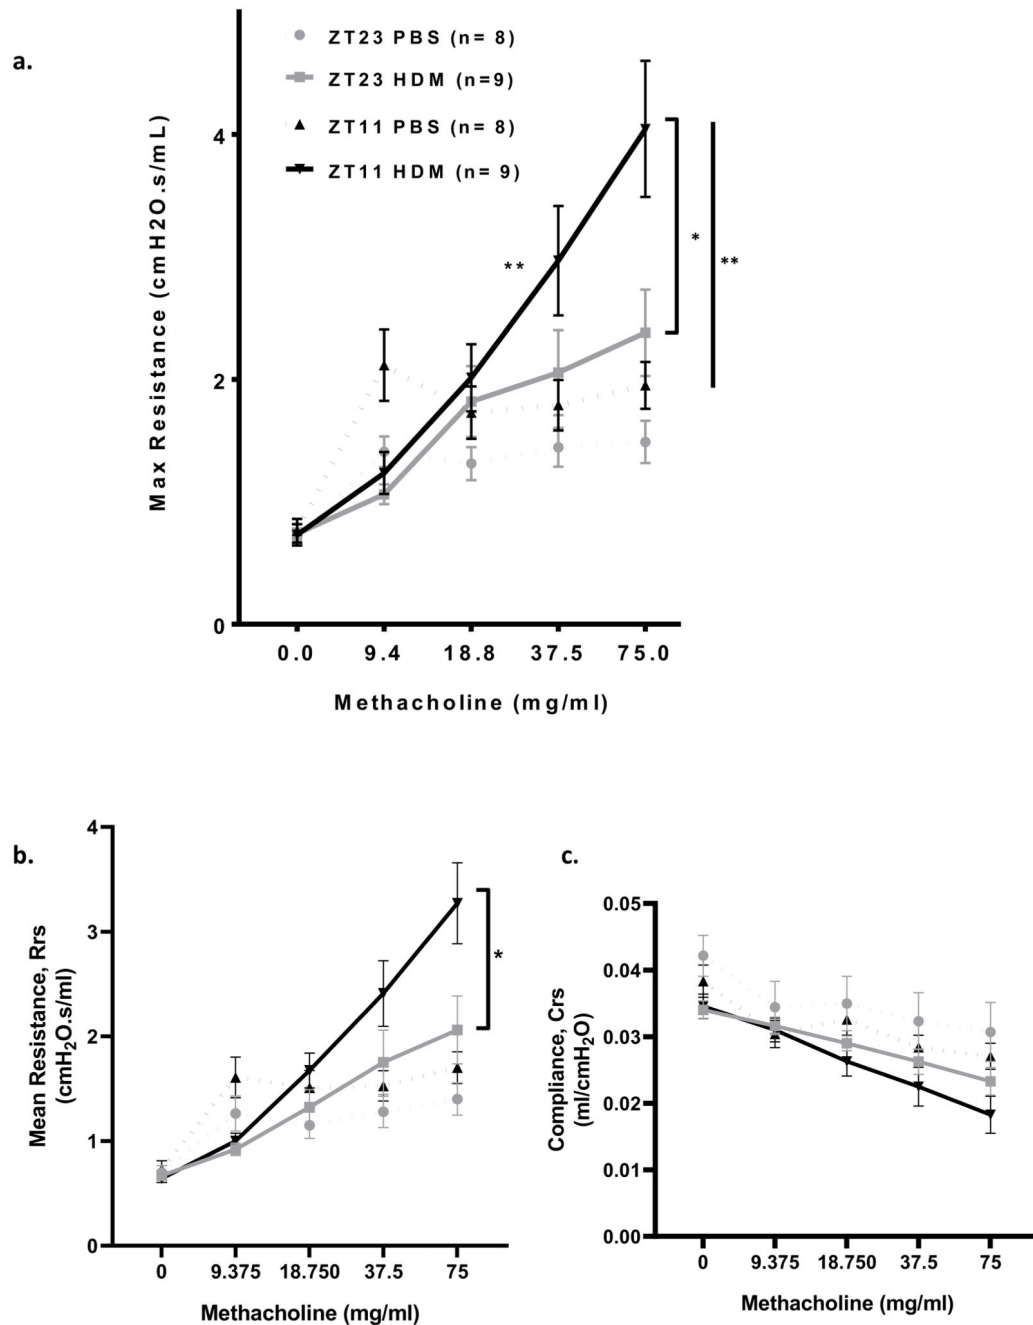 a.
ZT23 PBS (n= 8)
ZT23 HDM (n=9)
ZT11 PBS (n= 8)
ZT11 HDM (n= 9)
Max Resistance (cmH2O.s/mL)
4
2
0
**
*
**
0.0 9.4 18.8 37.5 75.0
Methacholine (mg/ml)
b.
Mean Resistance, Rrs
(cmH₂O.s/ml)
4
3
2
1
0
*
0 9.375 18.750 37.5 75
Methacholine (mg/ml)
c.
Compliance, Crs
(ml/cmH₂O)
0.05
0.04
0.03
0.02
0.01
0.00
0 9.375 18.750 37.5 75
Methacholine (mg/ml)